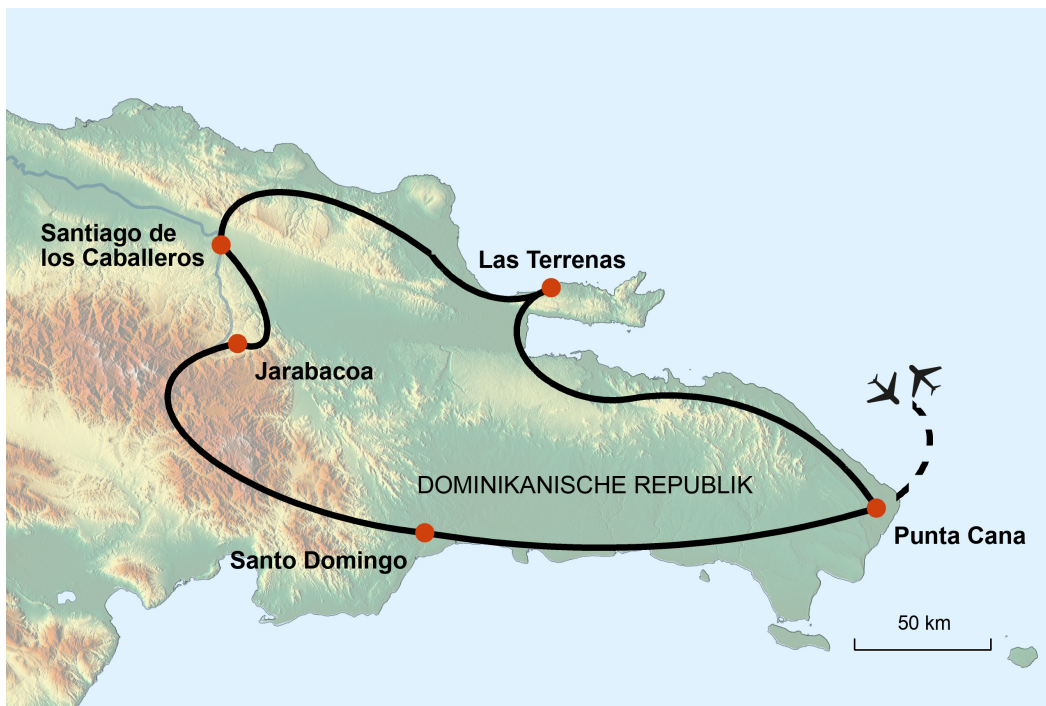 Santiago de
los Caballeros
Las Terrenas
Jarabacoa
DOMINIKANISCHE REPUBLIK
Punta Cana
Santo Domingo
50 km